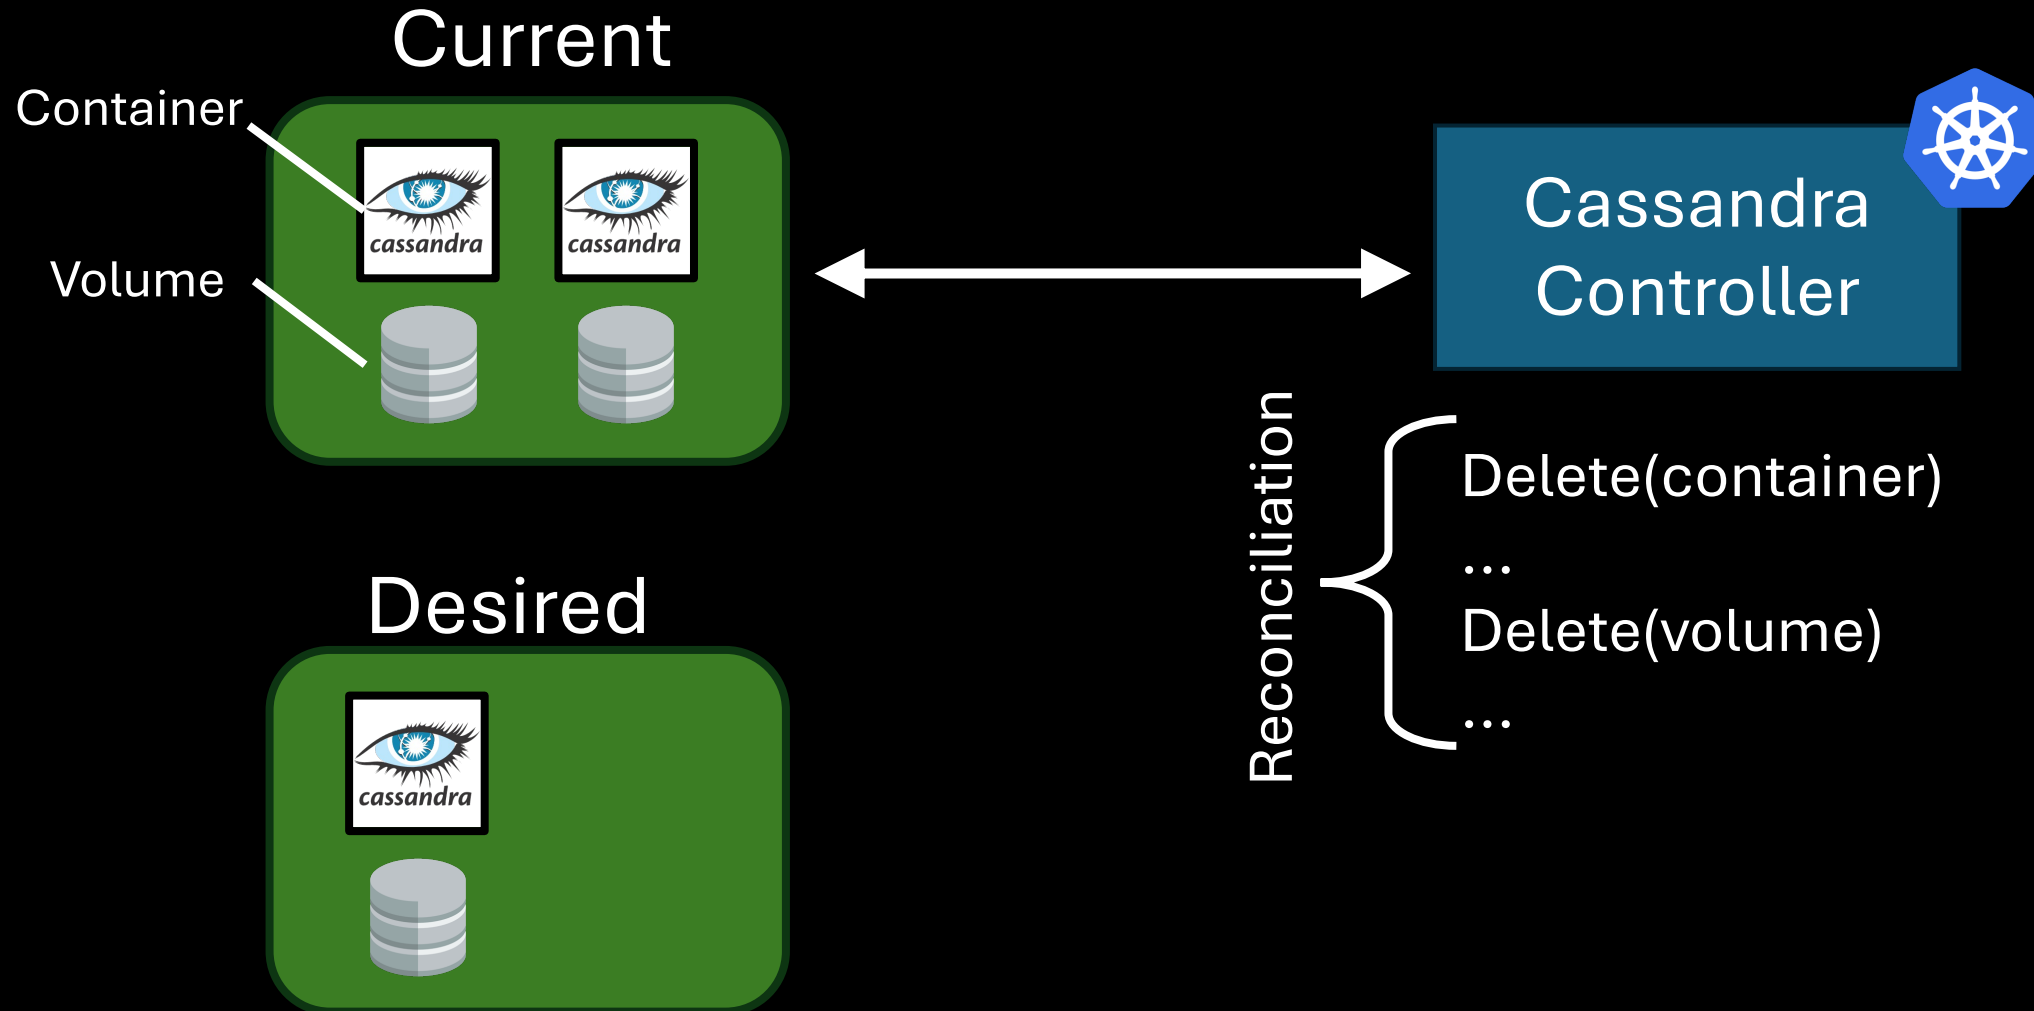 Current
Container
cassandra
cassandra
Volume
Cassandra
Controller
Reconciliation
Delete(container)
...
Delete(volume)
...
Desired
cassandra